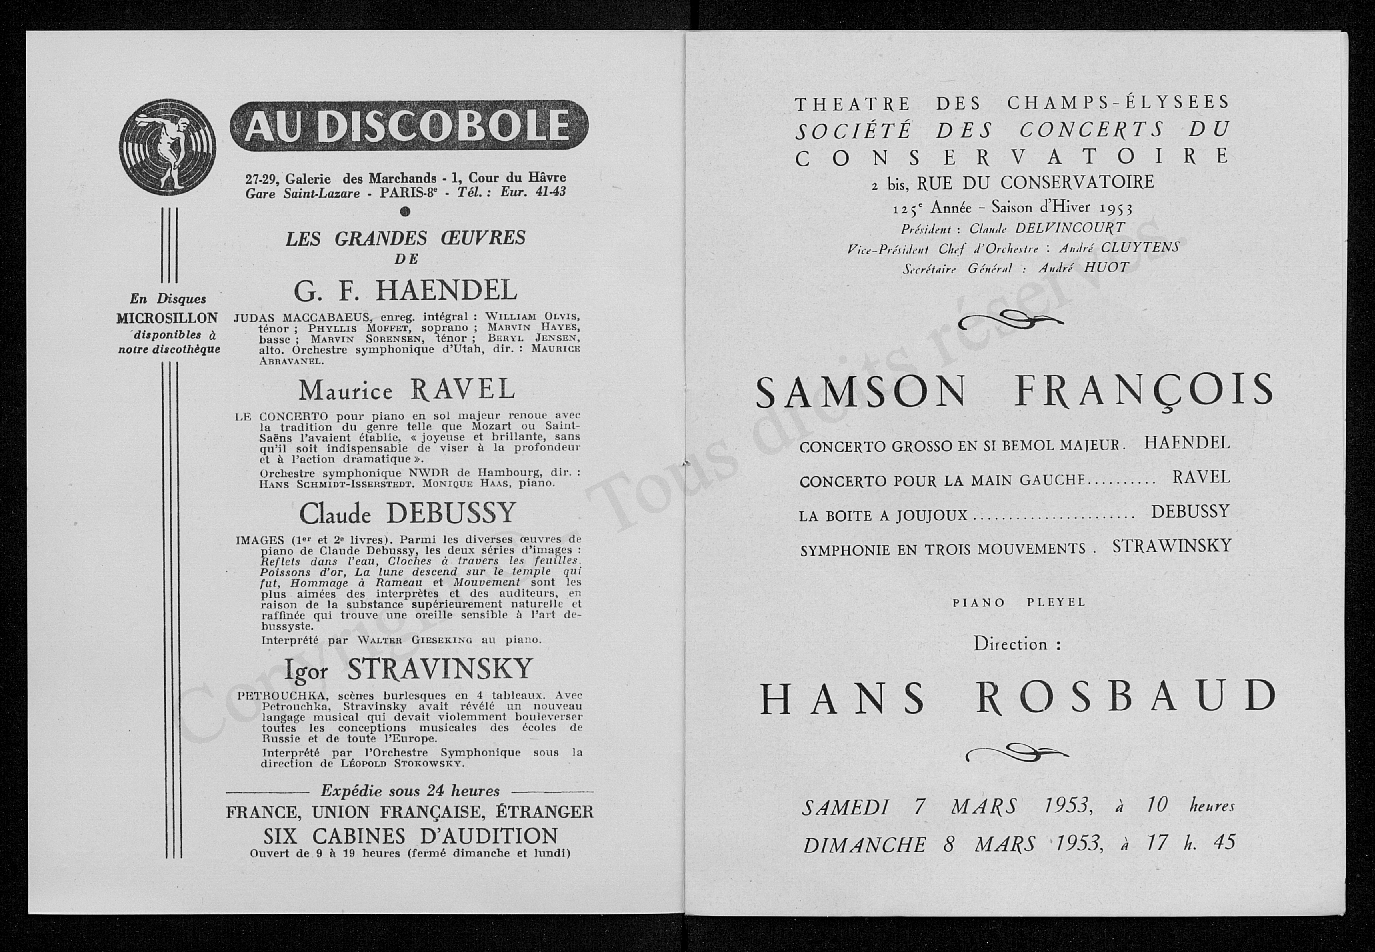 AU DISCOBOLE
27-29, Galerie des Marchands - 1, Cour du Hâvre
Gare Saint-Lazare - PARIS-8e - Tél. : Eur. 41-43
LES GRANDES ŒUVRES
DE
G. F. HAENDEL
JUDAS MACCABAEUS, enreg. intégral : WILLIAM OLVIS,
ténor ; PHYLLIS MOFFET, soprano ; MARVIN HAYES,
basse ; MARVIN SORENSEN, ténor ; BERYL JENSEN,
alto. Orchestre symphonique d'Utah, dir. : MAURICE
ABRAVANEL.
En Disques
MICROSILLON
disponibles à
notre discothèque
Maurice RAVEL
LE CONCERTO pour piano en sol majeur renoue avec
la tradition du genre telle que Mozart ou Saint-
Saëns l'avaient établie, « joyeuse et brillante, sans
qu'il soit indispensable de viser à la profondeur
et à l'action dramatique ».
Orchestre symphonique NWDR de Hambourg, dir. :
HANS SCHMIDT-ISSERSTEDT, MONIQUE HAAS, piano.
Claude DEBUSSY
IMAGES (1er et 2e livres). Parmi les diverses œuvres de
piano de Claude Debussy, les deux séries d'images :
Reflets dans l'eau, Cloches à travers les feuilles,
Poissons d'or, La lune descend sur le temple qui
fut, Hommage à Rameau et Mouvement sont les
plus aimées des interprètes et des auditeurs, en
raison de la substance supérieurement naturelle et
raffinée qui trouve une oreille sensible à l'art de-
bussyste.
Interprété par WALTER GIESEKING au piano.
Igor STRAVINSKY
PETROUCHKA, scènes burlesques en 4 tableaux. Avec
Petrouchka, Stravinsky avait révélé un nouveau
langage musical qui devait violemment bouleverser
toutes les conceptions musicales des écoles de
Russie et de toute l'Europe.
Interprété par l'Orchestre Symphonique sous la
direction de LÉOPOLD STOKOWSKY.
Expédie sous 24 heures
FRANCE, UNION FRANÇAISE, ÉTRANGER
SIX CABINES D'AUDITION
Ouvert de 9 à 19 heures (fermé dimanche et lundi)
THEATRE DES CHAMPS-ÉLYSEES
SOCIÉTÉ DES CONCERTS DU
CONSERVATOIRE
2 bis, RUE DU CONSERVATOIRE
125e Année - Saison d'Hiver 1953
Président : Claude DELVINCOURT
Vice-Président Chef d'Orchestre : André CLUYTENS
Secrétaire Général : André HUOT
SAMSON FRANÇOIS
CONCERTO GROSSO EN SI BEMOL MAJEUR . HAENDEL
CONCERTO POUR LA MAIN GAUCHE.......... RAVEL
LA BOITE A JOUJOUX ...................... DEBUSSY
SYMPHONIE EN TROIS MOUVEMENTS . STRAWINSKY
PIANO PLEYEL
Direction :
HANS ROSBAUD
SAMEDI 7 MARS 1953, à 10 heures
DIMANCHE 8 MARS 1953, à 17 h. 45
Copyright - Tous droits réservés.